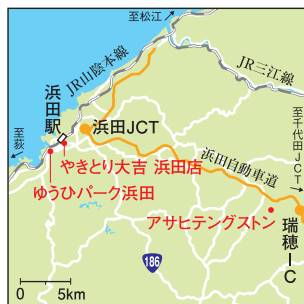 至松江
JR山陰本線
JR三江線
浜田駅
至千代田JCT
浜田JCT
至萩
やきとり大吉 浜田店
浜田自動車道
ゆうひパーク浜田
アサヒテングストン
瑞穂IC
186
0 5km